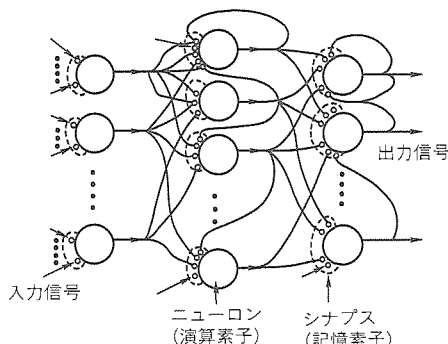 出力信号
入力信号
ニューロン
(演算素子)
シナプス
(記憶素子)